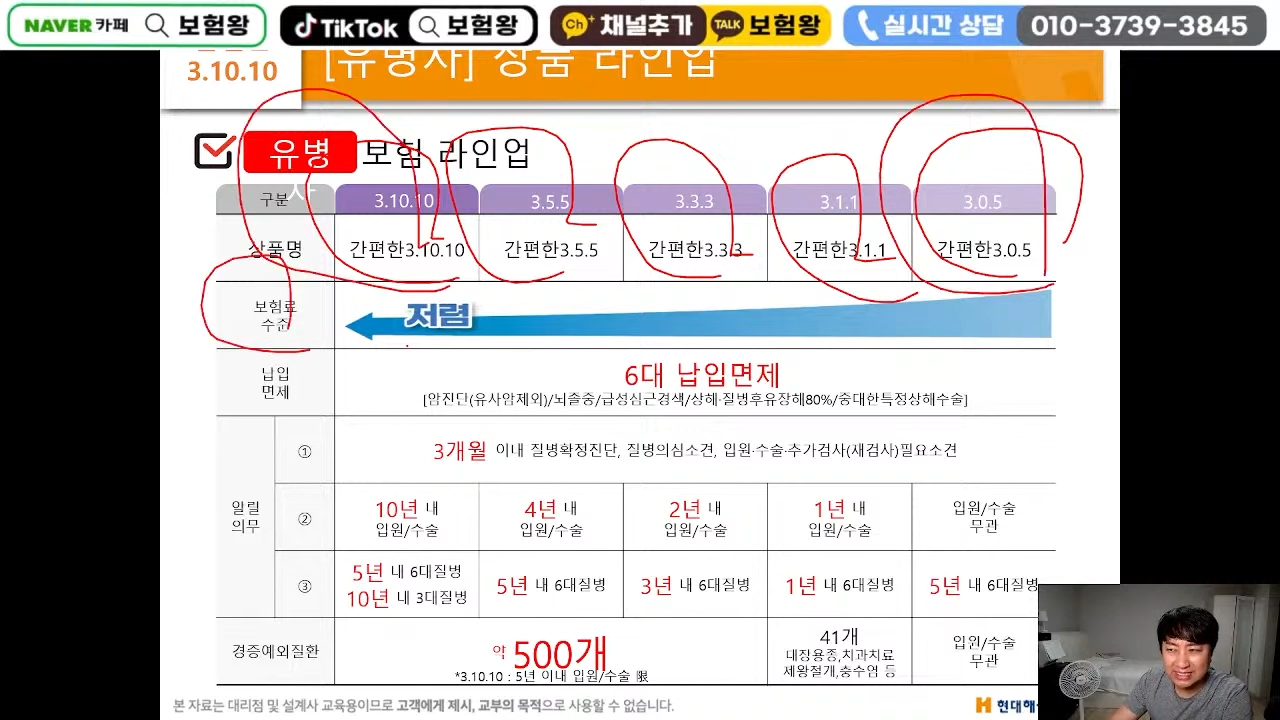 NAVER 카페 보험왕 TikTok 보험왕 Ch+ 채널추가 TALK 보험왕 실시간 상담 010-3739-3845
3.10.10 [유병자] 상품 라인업
유병자 보험 라인업
구분 3.10.10 3.5.5 3.3.3 3.1.1 3.0.5
상품명 간편한3.10.10 간편한3.5.5 간편한3.3.3 간편한3.1.1 간편한3.0.5
보험료
수준
저렴
납입
면제
6대 납입면제
[암진단(유사암제외)/뇌졸중/급성심근경색/상해·질병후유장해80%/중대한특정상해수술]
알릴
의무
① 3개월 이내 질병확정진단, 질병의심소견, 입원·수술·추가검사(재검사)필요소견
② 10년 내 4년 내 2년 내 1년 내 입원/수술
입원/수술 입원/수술 입원/수술 입원/수술 무관
③ 5년 내 6대질병 5년 내 6대질병 3년 내 6대질병 1년 내 6대질병 5년 내 6대질병
10년 내 3대질병
경증예외질환
약 500개
*3.10.10 : 5년 이내 입원/수술 限
41개
대장용종,치과치료
제왕절개,충수염 등
입원/수술
무관
본 자료는 대리점 및 설계사 교육용이므로 고객에게 제시, 교부의 목적으로 사용할 수 없습니다.
현대해